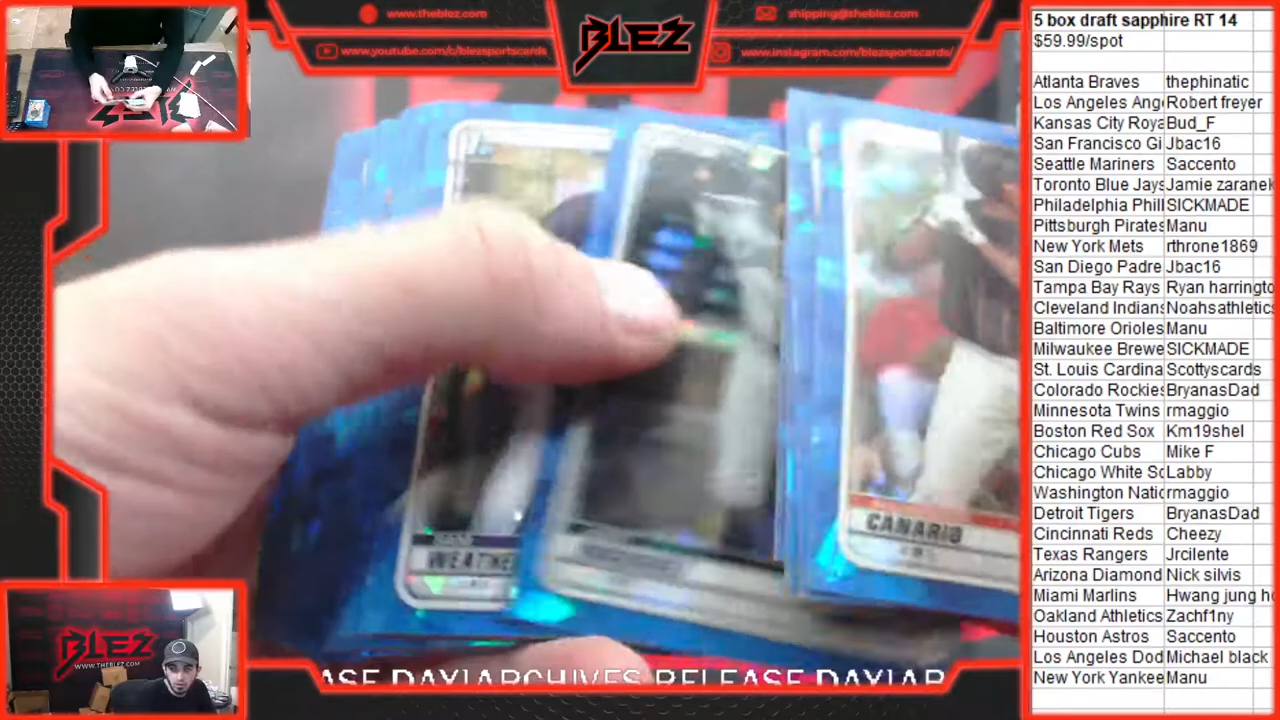 www.theblez.com
www.youtube.com/c/blezsportscards
BLEZ
shipping@theblez.com
www.instagram.com/blezsportscards/
5 box draft sapphire RT 14
$59.99/spot
Atlanta Braves thephinatic
Los Angeles Ang Robert freyer
Kansas City Roya Bud_F
San Francisco Gi Jbac16
Seattle Mariners Saccento
Toronto Blue Jays Jamie zaranek
Philadelphia Phill SICKMADE
Pittsburgh Pirates Manu
New York Mets rthrone1869
San Diego Padre Jbac16
Tampa Bay Rays Ryan harringto
Cleveland Indians Noahsathletics
Baltimore Orioles Manu
Milwaukee Brewe SICKMADE
St. Louis Cardina Scottyscards
Colorado Rockies BryanasDad
Minnesota Twins rmaggio
Boston Red Sox Km19shel
Chicago Cubs Mike F
Chicago White So Labby
Washington Natio rmaggio
Detroit Tigers BryanasDad
Cincinnati Reds Cheezy
Texas Rangers Jrcilente
Arizona Diamond Nick silvis
Miami Marlins Hwang jung h
Oakland Athletics Zachf1ny
Houston Astros Saccento
Los Angeles Dod Michael black
New York Yankee Manu
CANARIO
WEATHE
BLEZ
WWW.THEBLEZ.COM
ASE DAY!ARCHIVES RELEASE DAY!AR